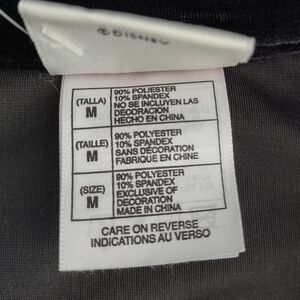 ©DISNEY
(TALLA) M
90% POLIESTER
10% SPANDEX
NO SE INCLUYEN LAS
DECORACION
HECHO EN CHINA
(TAILLE) M
90% POLYESTER
10% SPANDEX
SANS DÉCORATION
FABRIQUE EN CHINE
(SIZE) M
90% POLYESTER
10% SPANDEX
EXCLUSIVE OF
DECORATION
MADE IN CHINA
CARE ON REVERSE
INDICATIONS AU VERSO